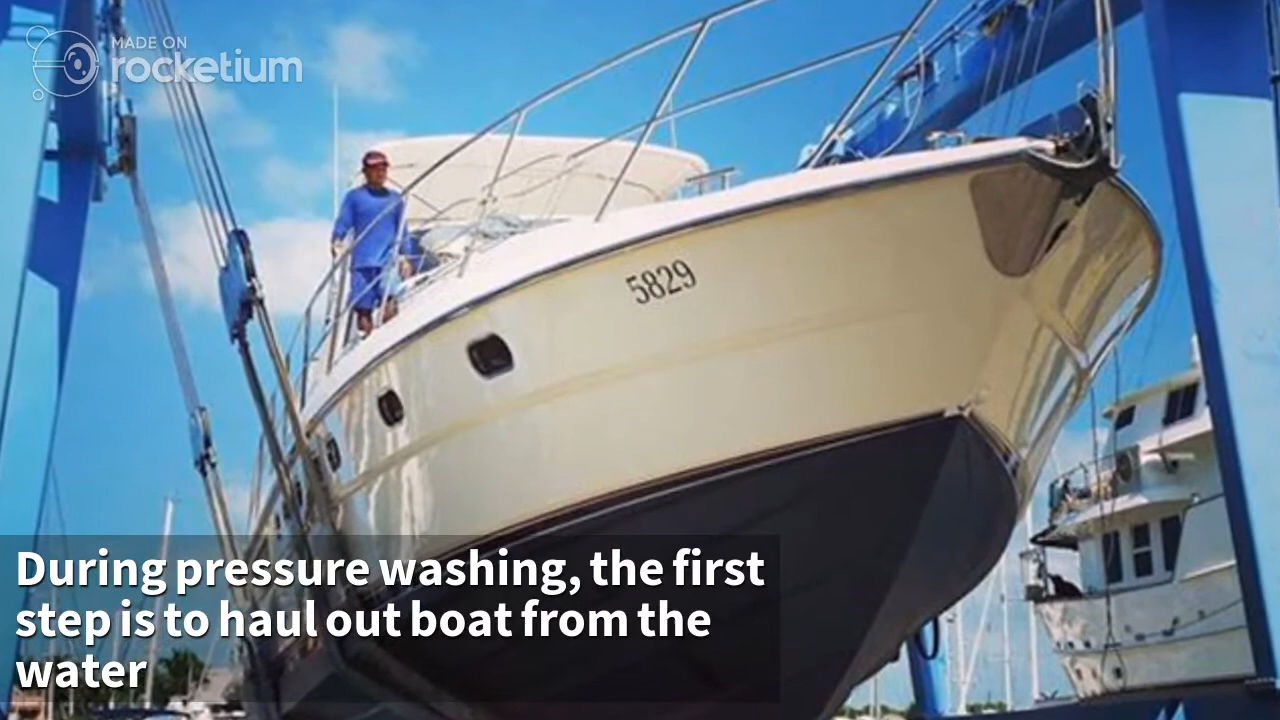 MADE ON
rocketium
5829
During pressure washing, the first
step is to haul out boat from the
water